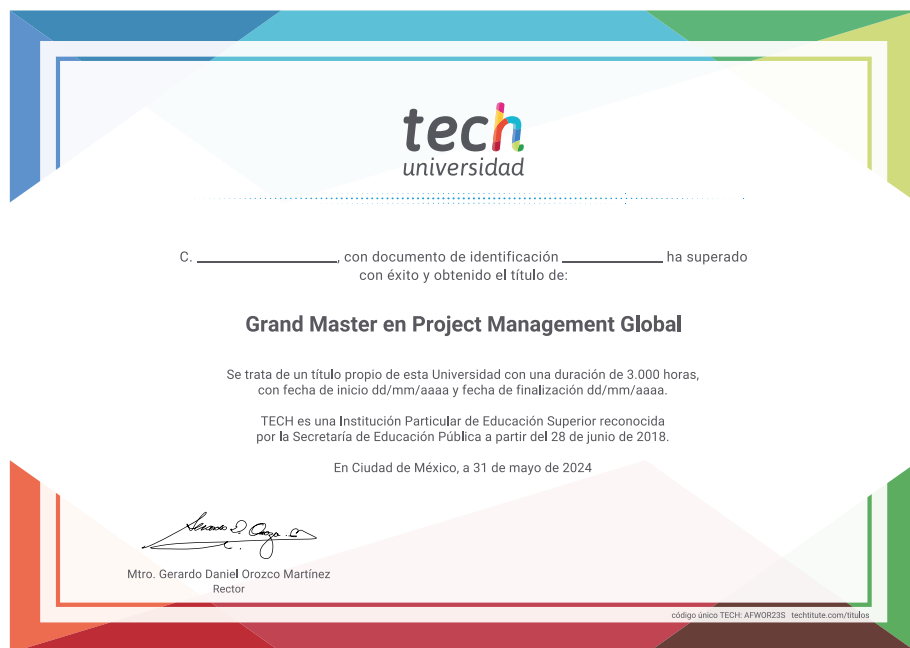 tech
universidad
C. ____________, con documento de identificación ____________ ha superado
con éxito y obtenido el título de:
Grand Master en Project Management Global
Se trata de un título propio de esta Universidad con una duración de 3.000 horas,
con fecha de inicio dd/mm/aaaa y fecha de finalización dd/mm/aaaa.
TECH es una Institución Particular de Educación Superior reconocida
por la Secretaría de Educación Pública a partir del 28 de junio de 2018.
En Ciudad de México, a 31 de mayo de 2024
Mtro. Gerardo Daniel Orozco Martínez
Rector
código único TECH: AFWOR23S techtitute.com/titulos